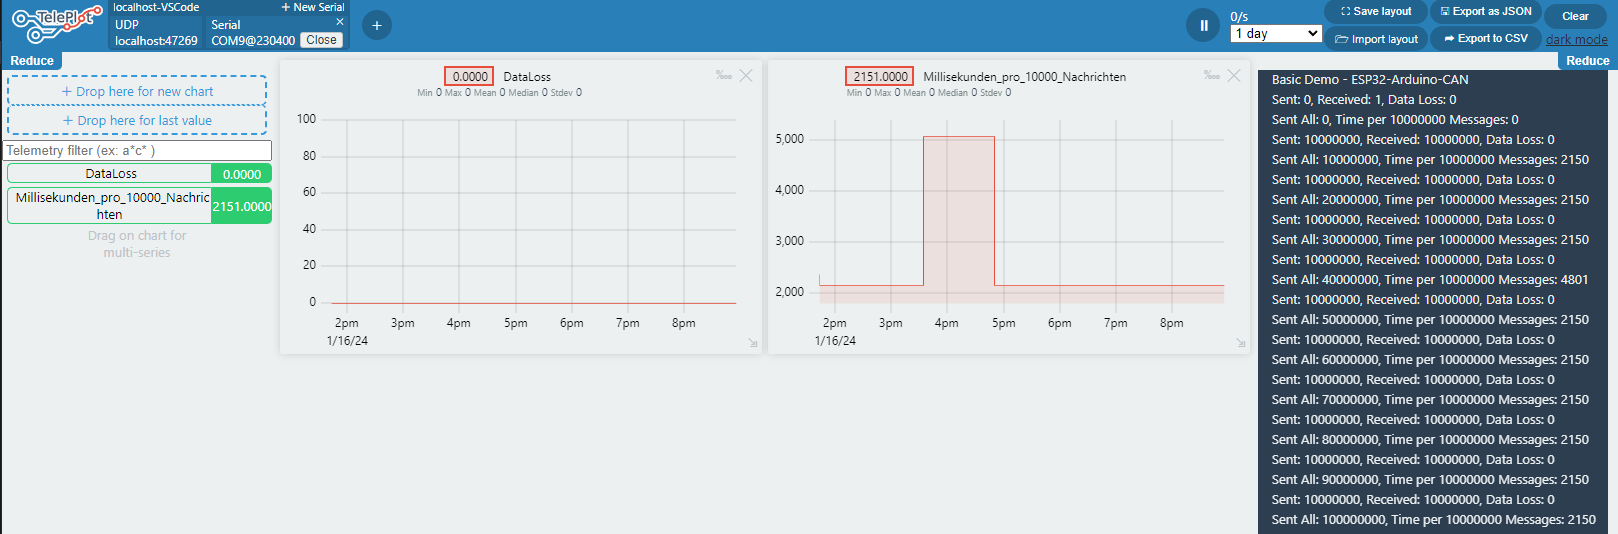 TelePlot
localhost-VSCode
+ New Serial
UDP
localhost:47269
Serial
COM9@230400
×
Close
+
0/s
1 day
Save layout
Export as JSON
Clear
Import layout
Export to CSV
dark mode
Reduce
Reduce
+ Drop here for new chart
+ Drop here for last value
Telemetry filter (ex: a*c* )
DataLoss 0.0000
Millisekunden_pro_10000_Nachrichten 2151.0000
Drag on chart for
multi-series
0.0000 DataLoss
Min 0 Max 0 Mean 0 Median 0 Stdev 0
100
80
60
40
20
0
2pm 3pm 4pm 5pm 6pm 7pm 8pm
1/16/24
2151.0000 Millisekunden_pro_10000_Nachrichten
Min 0 Max 0 Mean 0 Median 0 Stdev 0
5,000
4,000
3,000
2,000
2pm 3pm 4pm 5pm 6pm 7pm 8pm
1/16/24
Basic Demo - ESP32-Arduino-CAN
Sent: 0, Received: 1, Data Loss: 0
Sent All: 0, Time per 10000000 Messages: 0
Sent: 10000000, Received: 10000000, Data Loss: 0
Sent All: 10000000, Time per 10000000 Messages: 2150
Sent: 10000000, Received: 10000000, Data Loss: 0
Sent All: 20000000, Time per 10000000 Messages: 2150
Sent: 10000000, Received: 10000000, Data Loss: 0
Sent All: 30000000, Time per 10000000 Messages: 2150
Sent: 10000000, Received: 10000000, Data Loss: 0
Sent All: 40000000, Time per 10000000 Messages: 4801
Sent: 10000000, Received: 10000000, Data Loss: 0
Sent All: 50000000, Time per 10000000 Messages: 2150
Sent: 10000000, Received: 10000000, Data Loss: 0
Sent All: 60000000, Time per 10000000 Messages: 2150
Sent: 10000000, Received: 10000000, Data Loss: 0
Sent All: 70000000, Time per 10000000 Messages: 2150
Sent: 10000000, Received: 10000000, Data Loss: 0
Sent All: 80000000, Time per 10000000 Messages: 2150
Sent: 10000000, Received: 10000000, Data Loss: 0
Sent All: 90000000, Time per 10000000 Messages: 2150
Sent: 10000000, Received: 10000000, Data Loss: 0
Sent All: 100000000, Time per 10000000 Messages: 2150